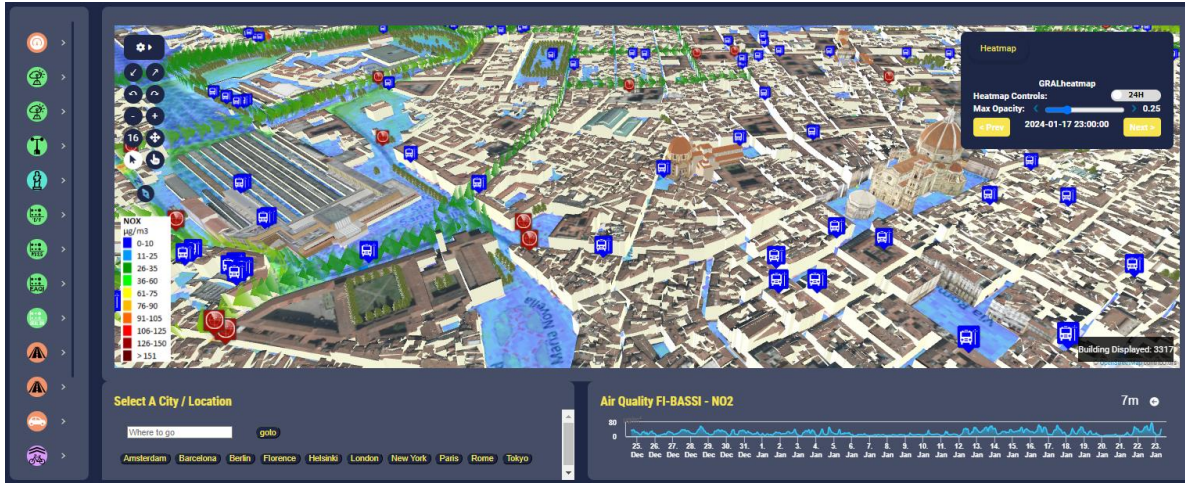 Heatmap
GRALheatmap
Heatmap Controls: 24H
Max Opacity: < > 0.25
< Prev 2024-01-17 23:00:00 Next >
- +
16
NOX
µg/m3
0-10
11-25
26-35
36-60
61-75
76-90
91-105
106-125
126-150
> 151
Maria Novella
Building Displayed: 3317
Select A City / Location
Where to go goto
Amsterdam Barcelona Berlin Florence Helsinki London New York Paris Rome Tokyo
Air Quality FI-BASSI - NO2 7m
80
0
25. 26. 27. 28. 29. 30. 31. 1. 2. 3. 4. 5. 6. 7. 8. 9. 10. 11. 12. 13. 14. 15. 16. 17. 18. 19. 20. 21. 22. 23.
Dec Dec Dec Dec Dec Dec Dec Jan Jan Jan Jan Jan Jan Jan Jan Jan Jan Jan Jan Jan Jan Jan Jan Jan Jan Jan Jan Jan Jan Jan